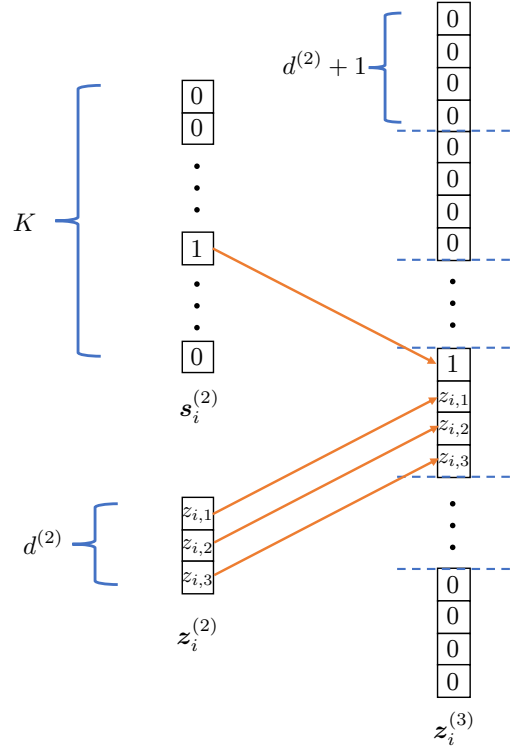 K
0
0
1
0
s_i^{(2)}
d^{(2)}
z_{i,1}
z_{i,2}
z_{i,3}
z_i^{(2)}
d^{(2)} + 1
0
0
0
0
0
0
0
0
1
z_{i,1}
z_{i,2}
z_{i,3}
0
0
0
0
z_i^{(3)}